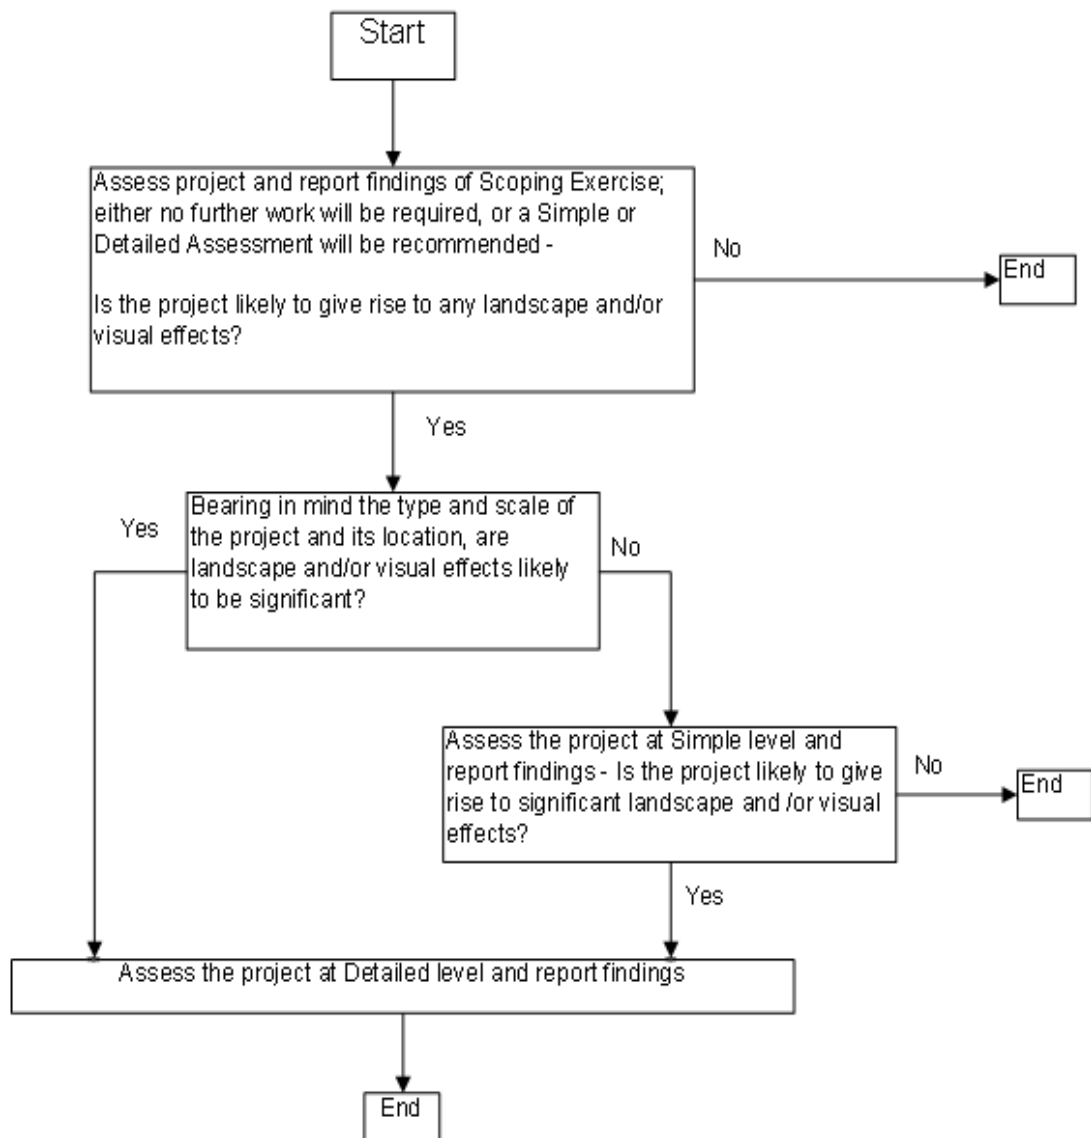 Start
Assess project and report findings of Scoping Exercise;
either no further work will be required, or a Simple or
Detailed Assessment will be recommended -
Is the project likely to give rise to any landscape and/or
visual effects?
No
End
Yes
Bearing in mind the type and scale of
the project and its location, are
landscape and/or visual effects likely
to be significant?
Yes
No
Assess the project at Simple level and
report findings - Is the project likely to give
rise to significant landscape and /or visual
effects?
No
End
Yes
Assess the project at Detailed level and report findings
End